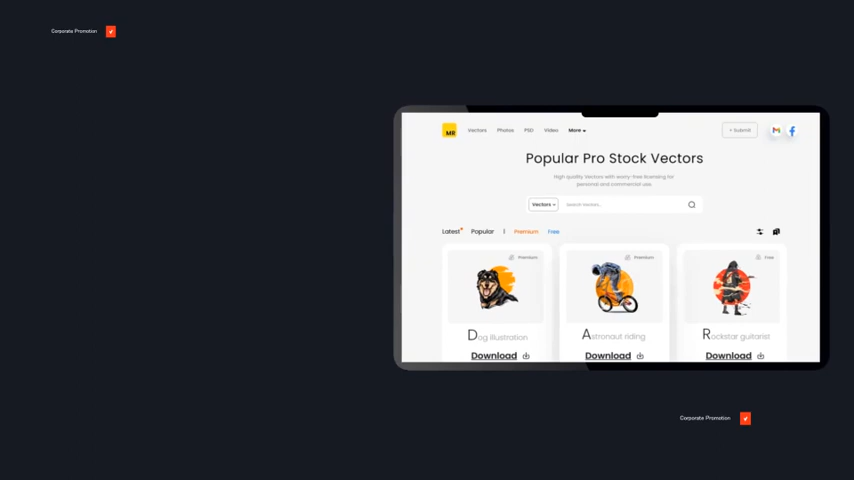 Corporate Promotion
MR Vectors Photos PSD Video More + Submit
Popular Pro Stock Vectors
High quality Vectors with worry-free licensing for
personal and commercial use.
Vectors Search Vectors...
Latest Popular | Premium Free
Premium Premium Free
Dog Illustration Astronaut riding Rockstar guitarist
Download Download Download
Corporate Promotion